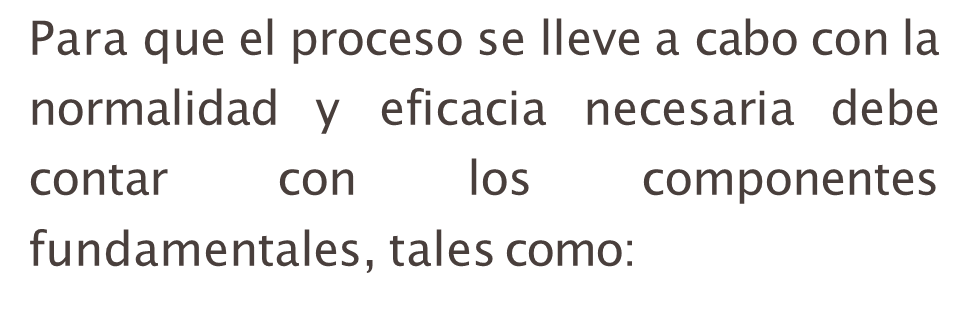 Para que el proceso se lleve a cabo con la
normalidad y eficacia necesaria debe
contar con los componentes
fundamentales, tales como: